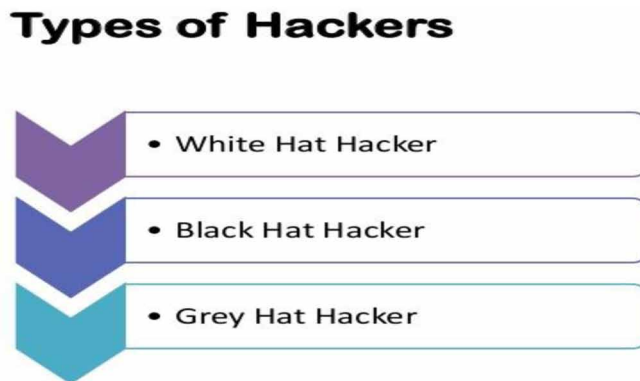 Types of Hackers
• White Hat Hacker
• Black Hat Hacker
• Grey Hat Hacker